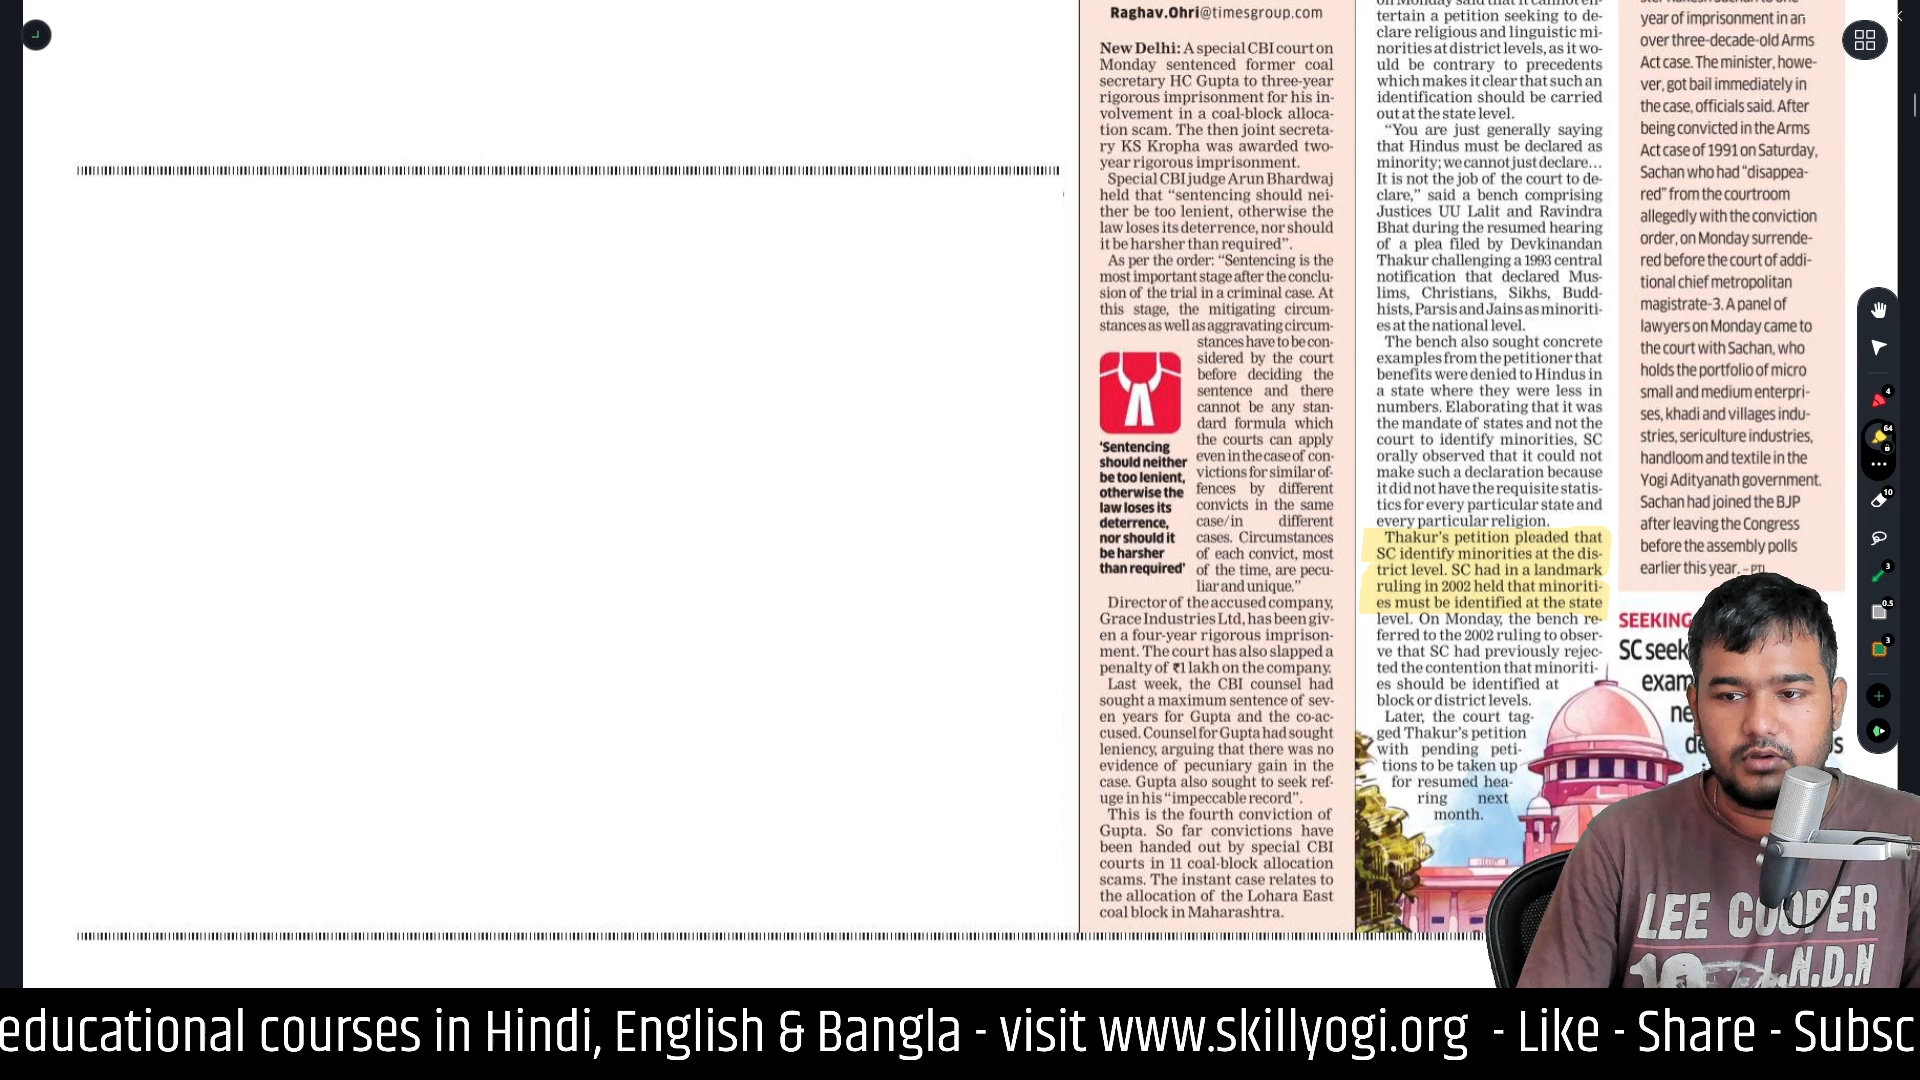 Raghav.Ohri@timesgroup.com
New Delhi: A special CBI court on
Monday sentenced former coal
secretary HC Gupta to three-year
rigorous imprisonment for his in-
volvement in a coal-block alloca-
tion scam. The then joint secreta-
ry KS Kropha was awarded two-
year rigorous imprisonment.
Special CBI judge Arun Bhardwaj
held that “sentencing should nei-
ther be too lenient, otherwise the
law loses its deterrence, nor should
it be harsher than required”.
As per the order: “Sentencing is the
most important stage after the conclu-
sion of the trial in a criminal case. At
this stage, the mitigating circum-
stances as well as aggravating circum-
stances have to be con-
sidered by the court
before deciding the
sentence and there
cannot be any stan-
dard formula which
the courts can apply
even in the case of con-
victions for similar of-
fences by different
convicts in the same
case/in different
cases. Circumstances
of each convict, most
of the time, are pecu-
liar and unique.”
‘Sentencing
should neither
be too lenient,
otherwise the
law loses its
deterrence,
nor should it
be harsher
than required’
Director of the accused company,
Grace Industries Ltd, has been giv-
en a four-year rigorous imprison-
ment. The court has also slapped a
penalty of ₹1 lakh on the company.
Last week, the CBI counsel had
sought a maximum sentence of sev-
en years for Gupta and the co-ac-
cused. Counsel for Gupta had sought
leniency, arguing that there was no
evidence of pecuniary gain in the
case. Gupta also sought to seek ref-
uge in his “impeccable record”.
This is the fourth conviction of
Gupta. So far convictions have
been handed out by special CBI
courts in 11 coal-block allocation
scams. The instant case relates to
the allocation of the Lohara East
coal block in Maharashtra.
on Monday said that it cannot en-
tertain a petition seeking to de-
clare religious and linguistic mi-
norities at district levels, as it wo-
uld be contrary to precedents
which makes it clear that such an
identification should be carried
out at the state level.
“You are just generally saying
that Hindus must be declared as
minority; we cannot just declare…
It is not the job of the court to de-
clare,” said a bench comprising
Justices UU Lalit and Ravindra
Bhat during the resumed hearing
of a plea filed by Devkinandan
Thakur challenging a 1993 central
notification that declared Mus-
lims, Christians, Sikhs, Budd-
hists, Parsis and Jains as minoriti-
es at the national level.
The bench also sought concrete
examples from the petitioner that
benefits were denied to Hindus in
a state where they were less in
numbers. Elaborating that it was
the mandate of states and not the
court to identify minorities, SC
orally observed that it could not
make such a declaration because
it did not have the requisite statis-
tics for every particular state and
every particular religion.
Thakur’s petition pleaded that
SC identify minorities at the dis-
trict level. SC had in a landmark
ruling in 2002 held that minoriti-
es must be identified at the state
level. On Monday, the bench re-
ferred to the 2002 ruling to obser-
ve that SC had previously rejec-
ted the contention that minoriti-
es should be identified at
block or district levels.
Later, the court tag-
ged Thakur’s petition
with pending peti-
tions to be taken up
for resumed hea-
ring next
month.
year of imprisonment in an
over three-decade-old Arms
Act case. The minister, howe-
ver, got bail immediately in
the case, officials said. After
being convicted in the Arms
Act case of 1991 on Saturday,
Sachan who had “disappea-
red” from the courtroom
allegedly with the conviction
order, on Monday surrende-
red before the court of addi-
tional chief metropolitan
magistrate-3. A panel of
lawyers on Monday came to
the court with Sachan, who
holds the portfolio of micro
small and medium enterpri-
ses, khadi and villages indu-
stries, sericulture industries,
handloom and textile in the
Yogi Adityanath government.
Sachan had joined the BJP
after leaving the Congress
before the assembly polls
earlier this year. – PTI
SEEKING
SC seek
exam
ne
de
s
4
64
10
3
0.5
3
LEE COOPER
L.N.D.N
educational courses in Hindi, English & Bangla - visit www.skillyogi.org - Like - Share - Subsc